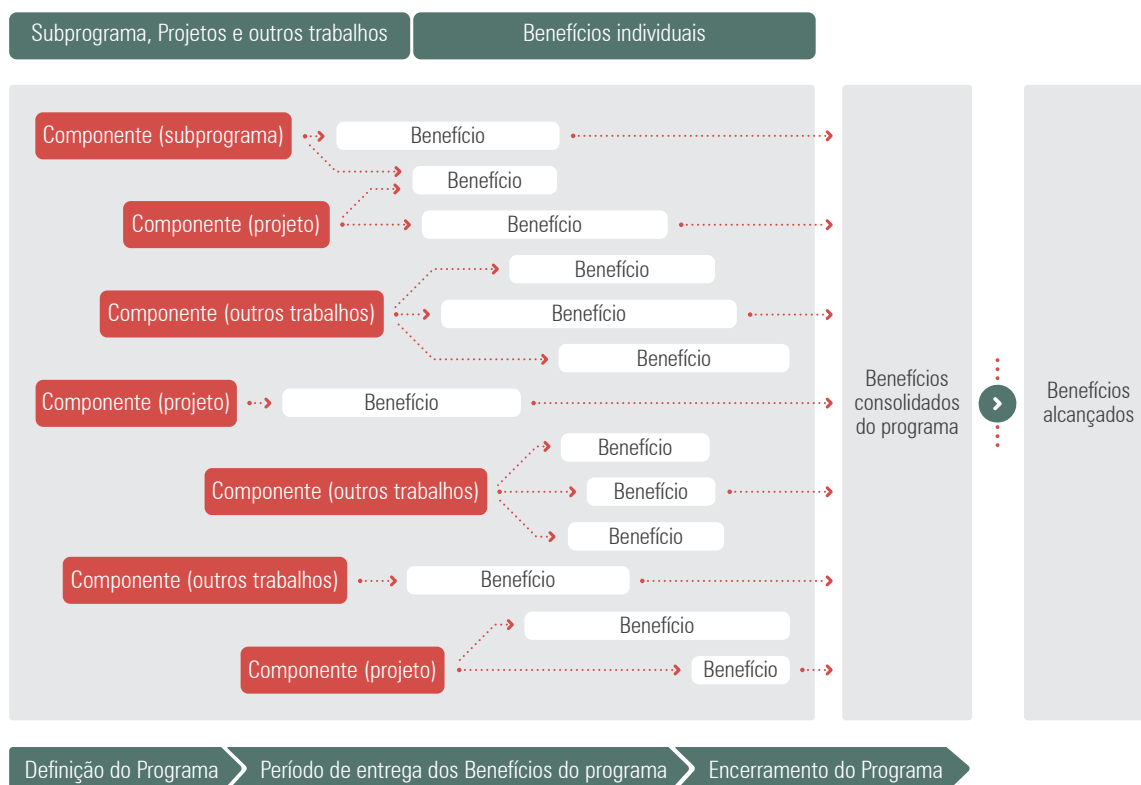 Subprograma, Projetos e outros trabalhos
Benefícios individuais
Componente (subprograma)
Benefício
Benefício
Componente (projeto)
Benefício
Benefício
Componente (outros trabalhos)
Benefício
Benefício
Componente (projeto)
Benefício
Benefício
Componente (outros trabalhos)
Benefício
Benefício
Componente (outros trabalhos)
Benefício
Benefício
Componente (projeto)
Benefício
Benefícios
consolidados
do programa
Benefícios
alcançados
Definição do Programa
Período de entrega dos Benefícios do programa
Encerramento do Programa